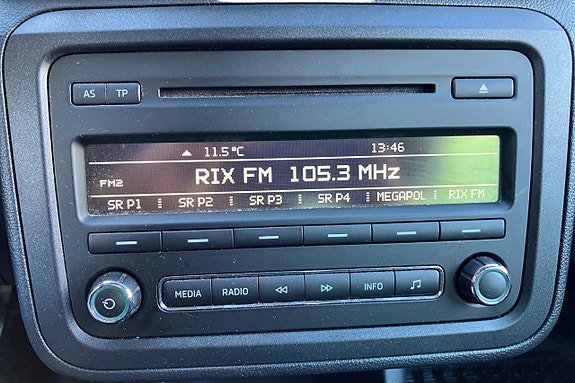 AS TP
11.5°C 13:46
FM2 RIX FM 105.3 MHz
SR P1 SR P2 SR P3 SR P4 MEGAPOL RIX FM
MEDIA RADIO INFO